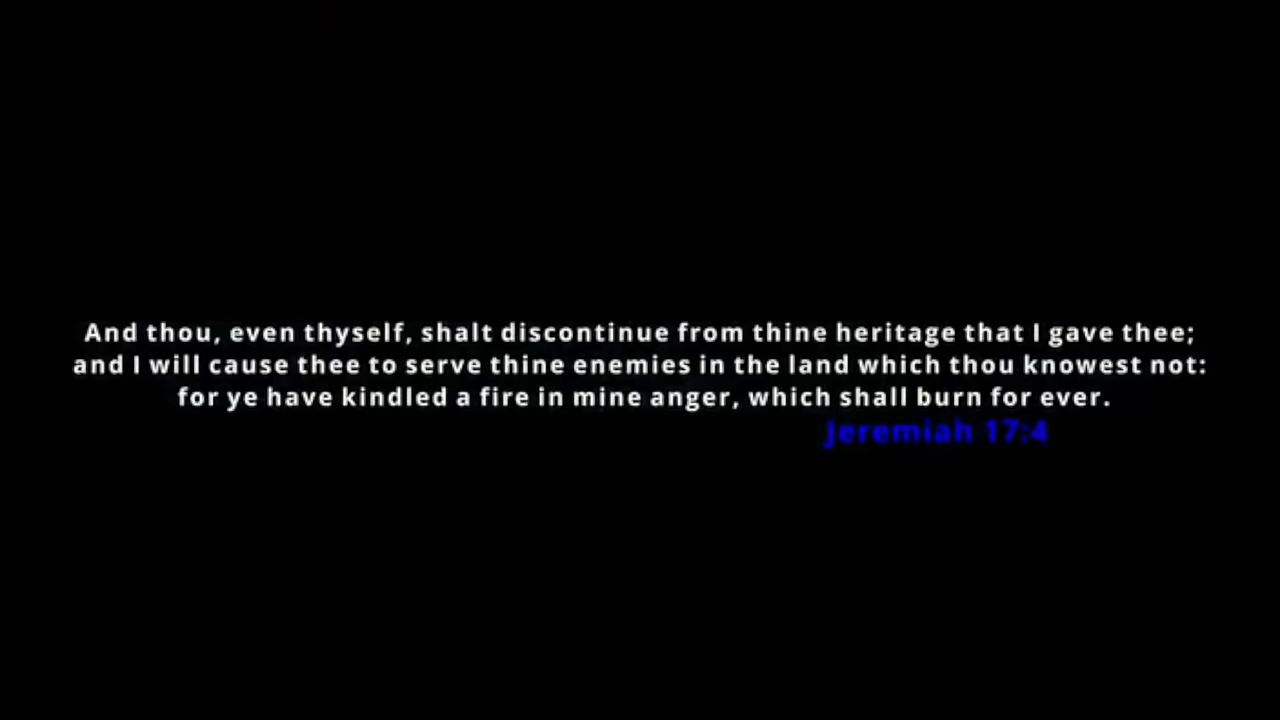 And thou, even thyself, shalt discontinue from thine heritage that I gave thee;
and I will cause thee to serve thine enemies in the land which thou knowest not:
for ye have kindled a fire in mine anger, which shall burn for ever.
Jeremiah 17:4